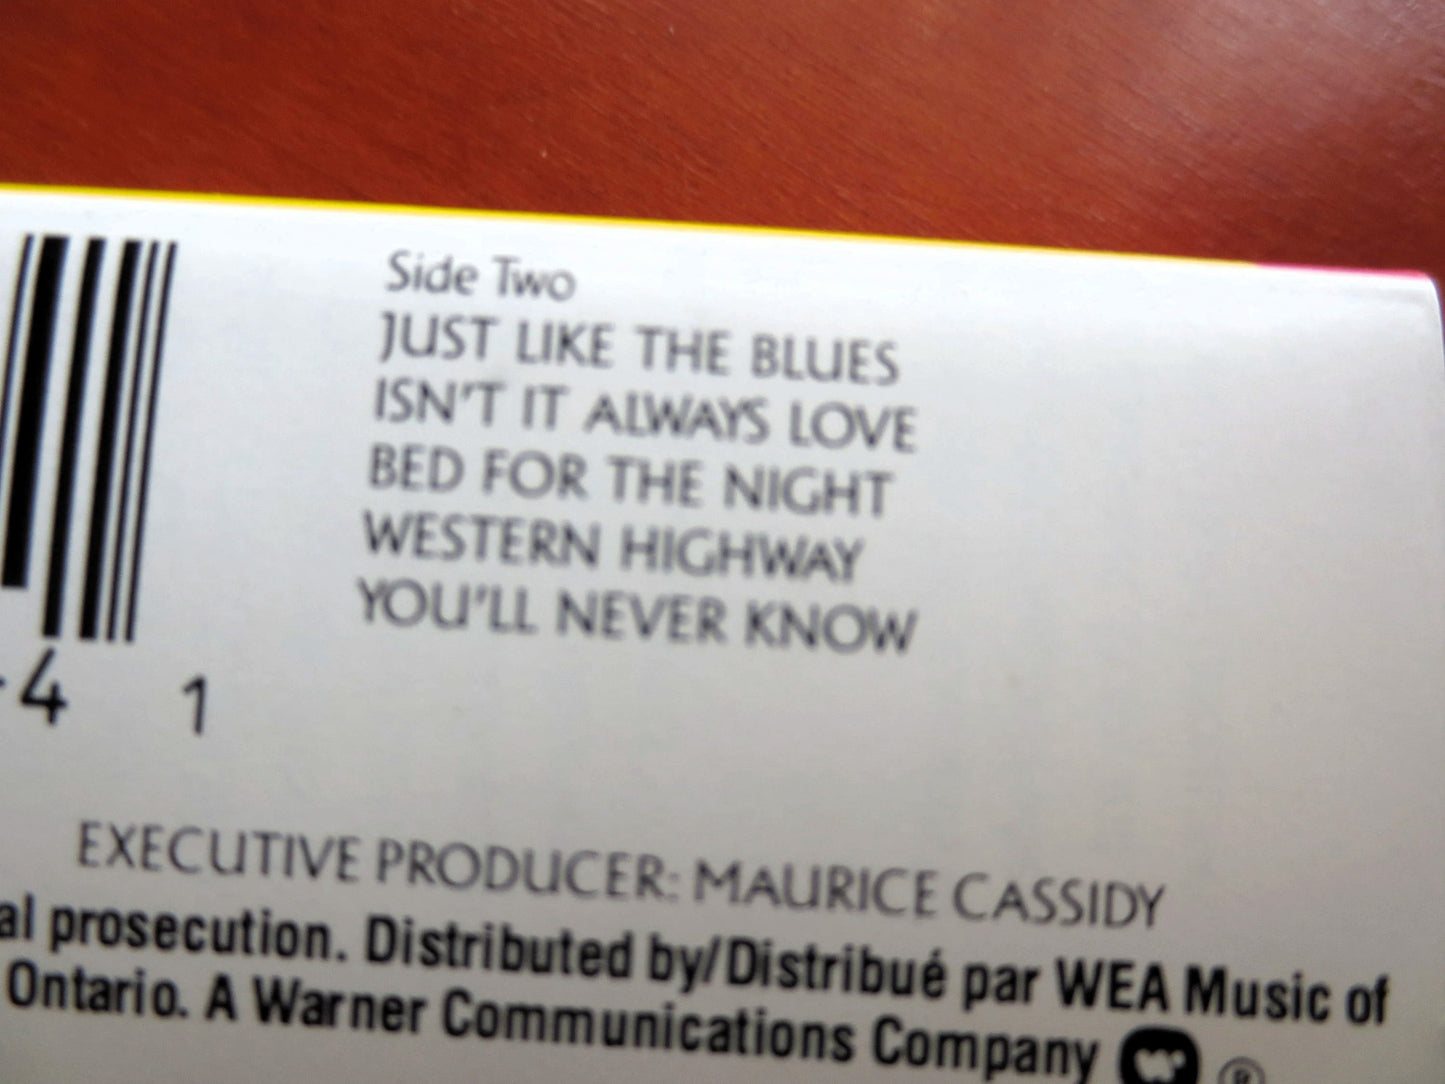 Side Two
JUST LIKE THE BLUES
ISN'T IT ALWAYS LOVE
BED FOR THE NIGHT
WESTERN HIGHWAY
YOU'LL NEVER KNOW
4 1
EXECUTIVE PRODUCER: MAURICE CASSIDY
al prosecution. Distributed by/Distribué par WEA Music of
Ontario. A Warner Communications Company ®